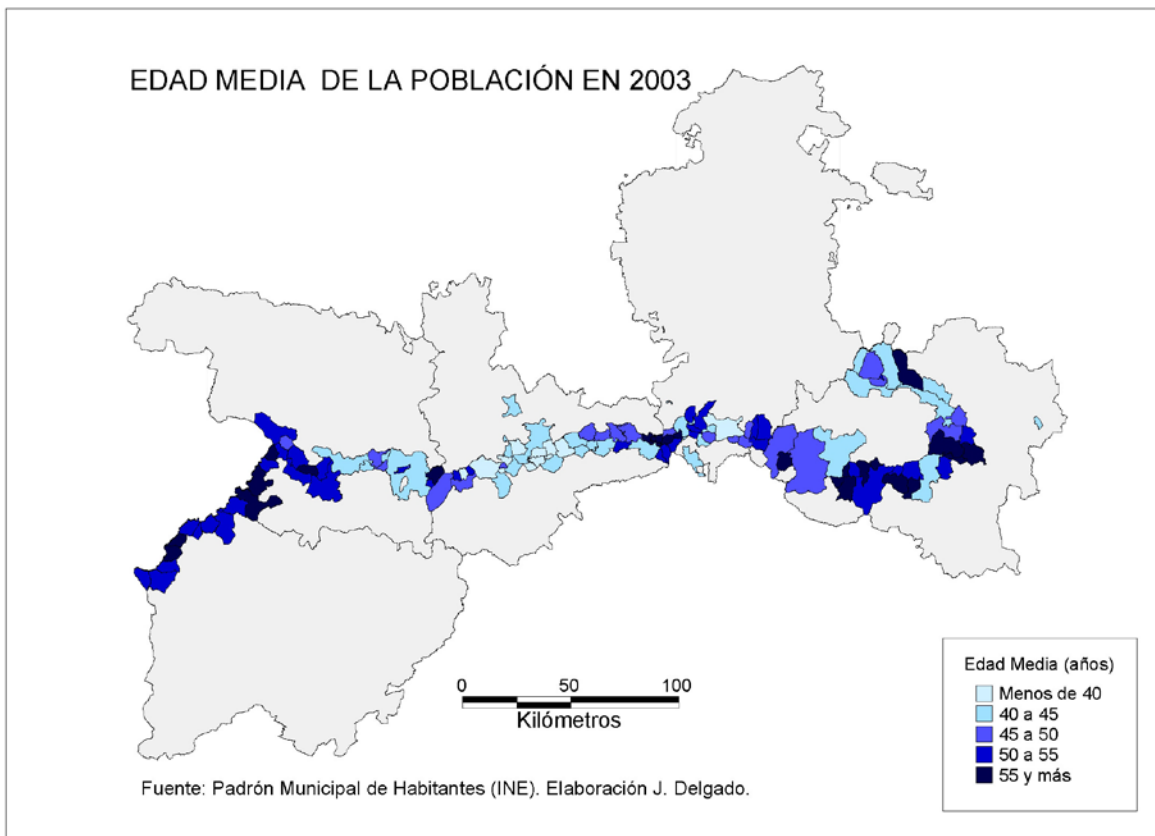 EDAD MEDIA DE LA POBLACIÓN EN 2003
0 50 100
Kilómetros
Edad Media (años)
Menos de 40
40 a 45
45 a 50
50 a 55
55 y más
Fuente: Padrón Municipal de Habitantes (INE). Elaboración J. Delgado.